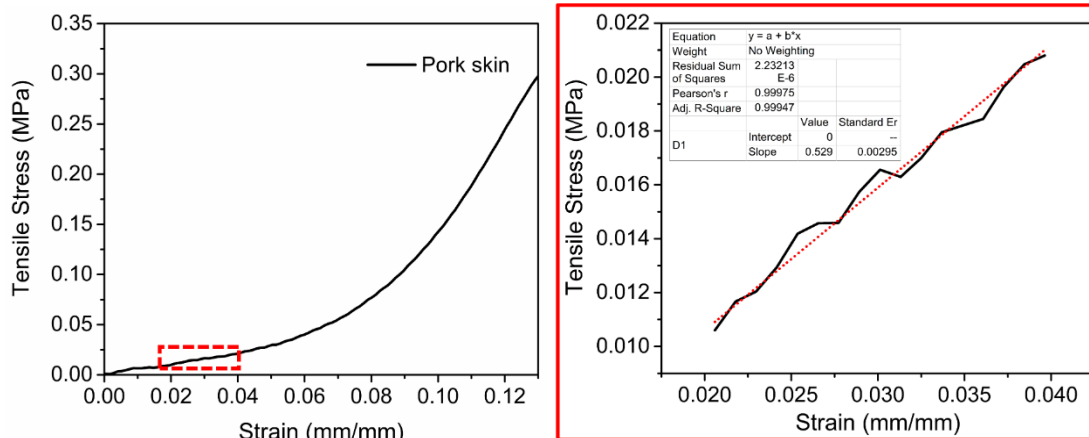 0.35
0.30
0.25
0.20
0.15
0.10
0.05
0.00
Tensile Stress (MPa)
Pork skin
0.00 0.02 0.04 0.06 0.08 0.10 0.12
Strain (mm/mm)
0.022
0.020
0.018
0.016
0.014
0.012
0.010
Tensile Stress (MPa)
Equation y = a + b*x
Weight No Weighting
Residual Sum 2.23213
of Squares E-6
Pearson's r 0.99975
Adj. R-Square 0.99947
Value Standard Er
D1
Intercept 0 --
Slope 0.529 0.00295
0.020 0.025 0.030 0.035 0.040
Strain (mm/mm)